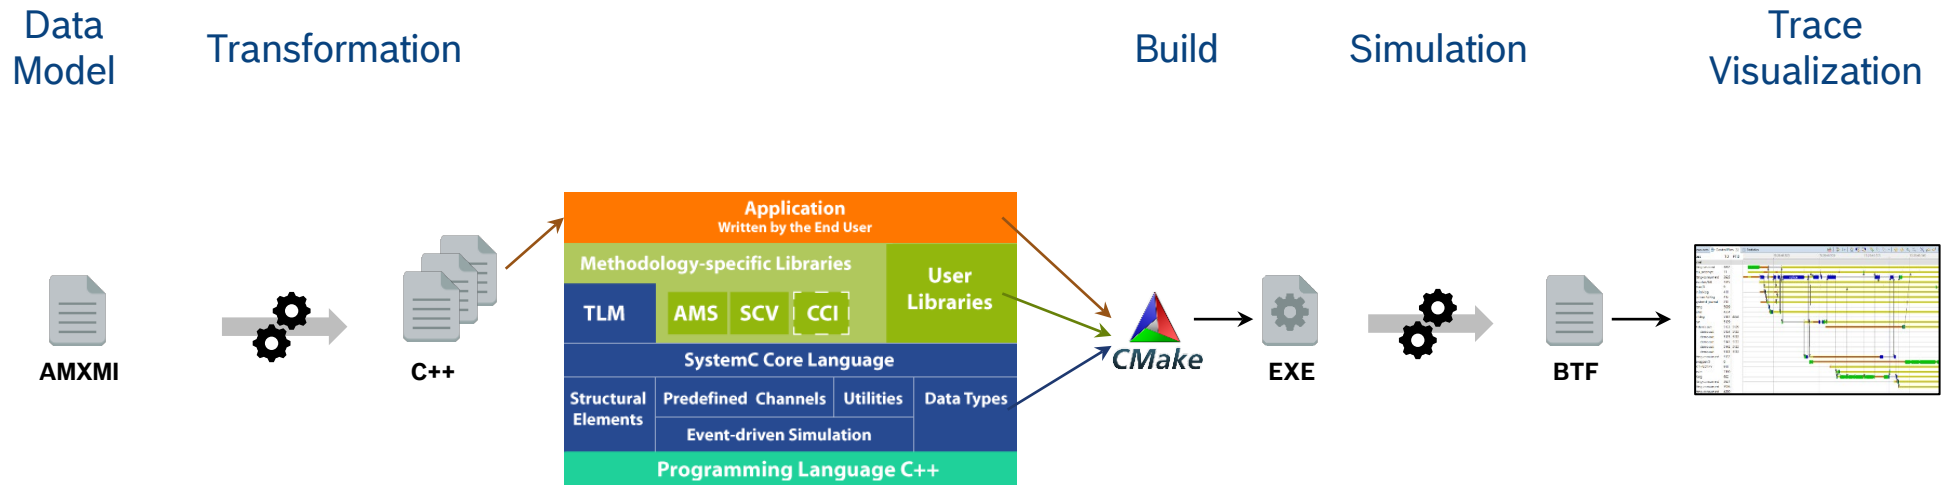 Data
Model
Transformation
Build
Simulation
Trace
Visualization
AMXMI
C++
Application
Written by the End User
Methodology-specific Libraries
User
Libraries
TLM
AMS
SCV
CCI
SystemC Core Language
Structural
Elements
Predefined Channels
Utilities
Data Types
Event-driven Simulation
Programming Language C++
CMake
EXE
BTF